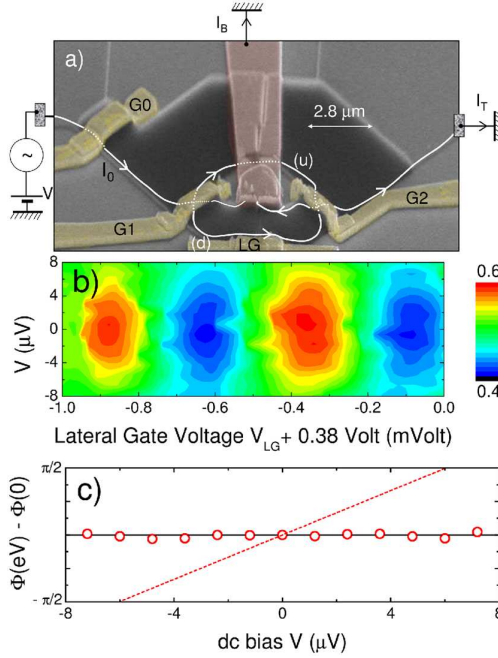 I_B
a)
G0
2.8 μm
I_T
~
V
I_0
(u)
G1
G2
(d)
LG
b)
8
4
0
-4
-8
V (μV)
-1.0
-0.8
-0.6
-0.4
-0.2
0.0
0.6
0.4
Lateral Gate Voltage V_LG + 0.38 Volt (mVolt)
c)
π/2
-π/2
Φ(eV) - Φ(0)
-8
-4
0
4
8
dc bias V (μV)